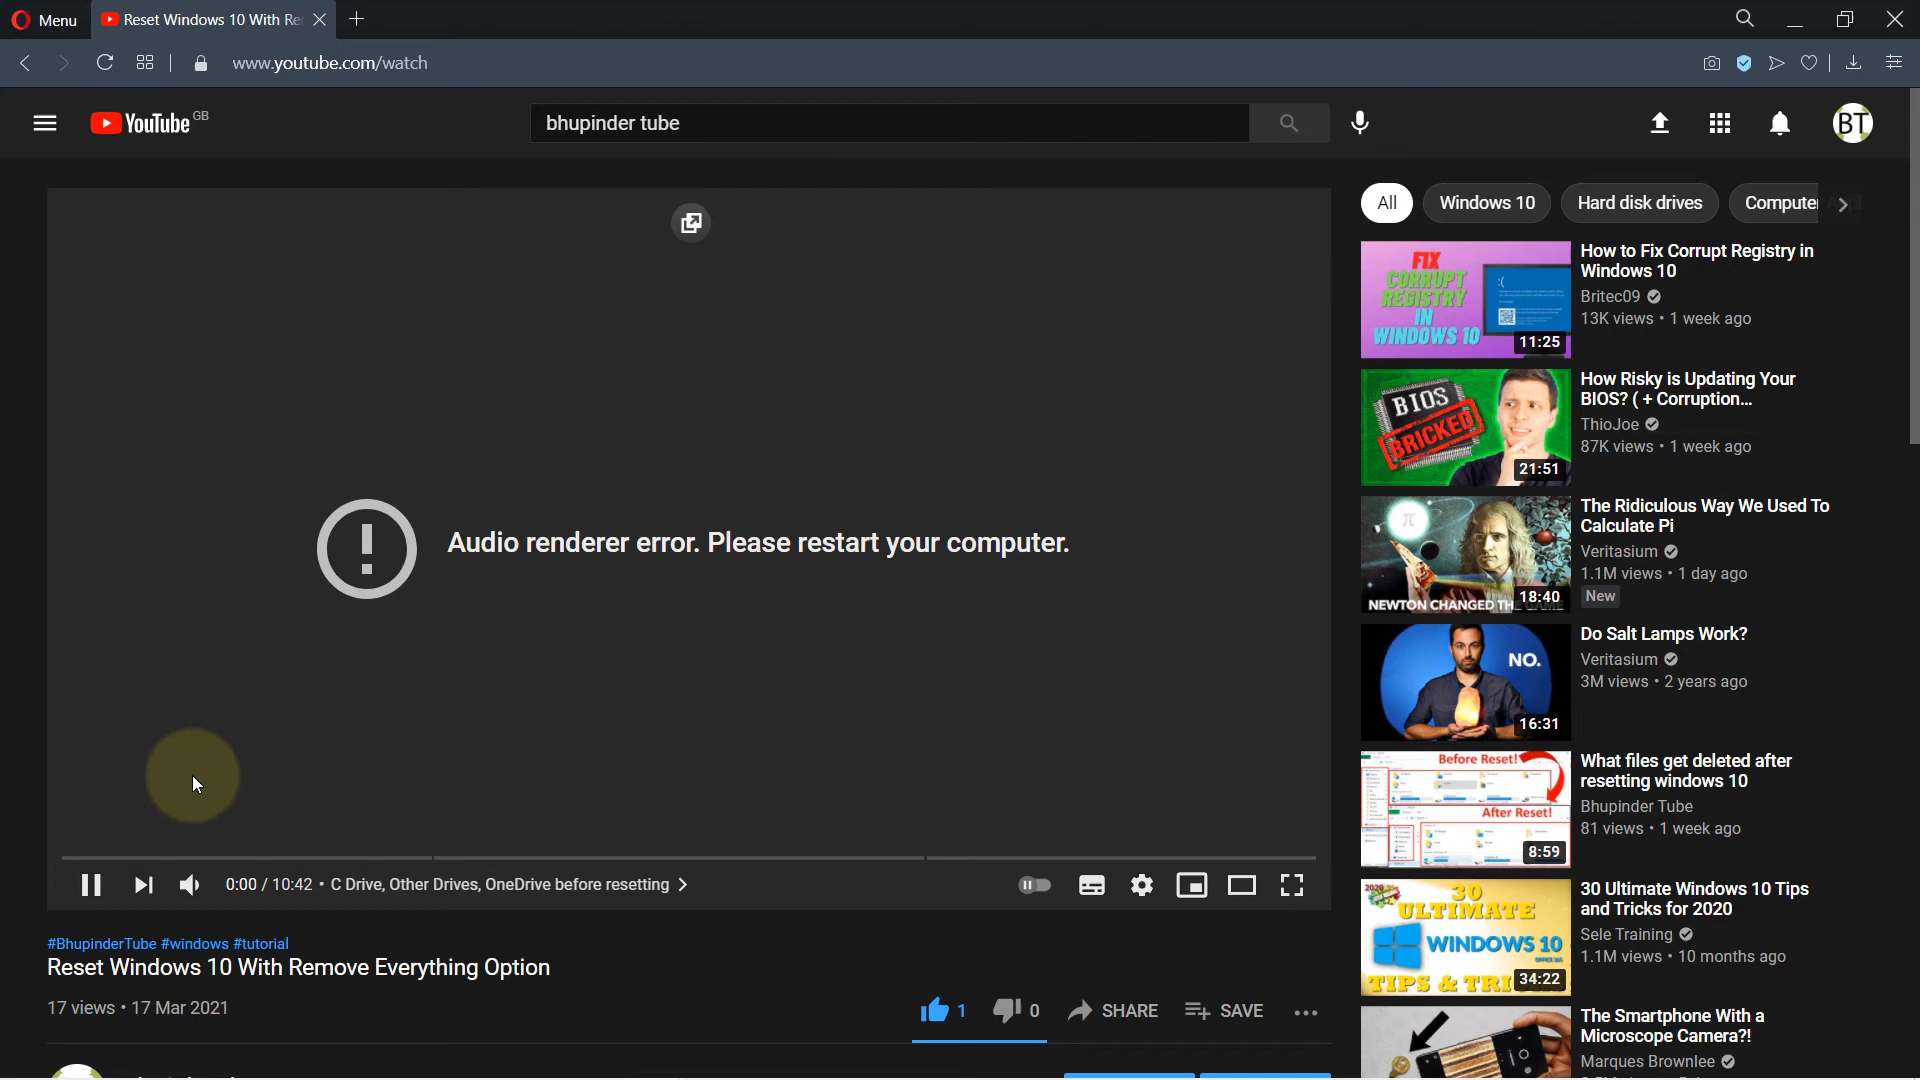 Menu
Reset Windows 10 With Re
www.youtube.com/watch
YouTube GB
bhupinder tube
BT
Audio renderer error. Please restart your computer.
0:00 / 10:42 • C Drive, Other Drives, OneDrive before resetting
#BhupinderTube #windows #tutorial
Reset Windows 10 With Remove Everything Option
17 views • 17 Mar 2021
1
0
SHARE
SAVE
All
Windows 10
Hard disk drives
Computer
FIX
CORRUPT
REGISTRY
IN
WINDOWS 10
11:25
How to Fix Corrupt Registry in
Windows 10
Britec09
13K views • 1 week ago
BIOS
BRICKED
21:51
How Risky is Updating Your
BIOS? ( + Corruption...
ThioJoe
87K views • 1 week ago
π
NEWTON CHANGED THE GAME
18:40
The Ridiculous Way We Used To
Calculate Pi
Veritasium
1.1M views • 1 day ago
New
NO.
16:31
Do Salt Lamps Work?
Veritasium
3M views • 2 years ago
Before Reset!
After Reset!
8:59
What files get deleted after
resetting windows 10
Bhupinder Tube
81 views • 1 week ago
2020
30
ULTIMATE
WINDOWS 10
TIPS & TRI
34:22
30 Ultimate Windows 10 Tips
and Tricks for 2020
Sele Training
1.1M views • 10 months ago
The Smartphone With a
Microscope Camera?!
Marques Brownlee